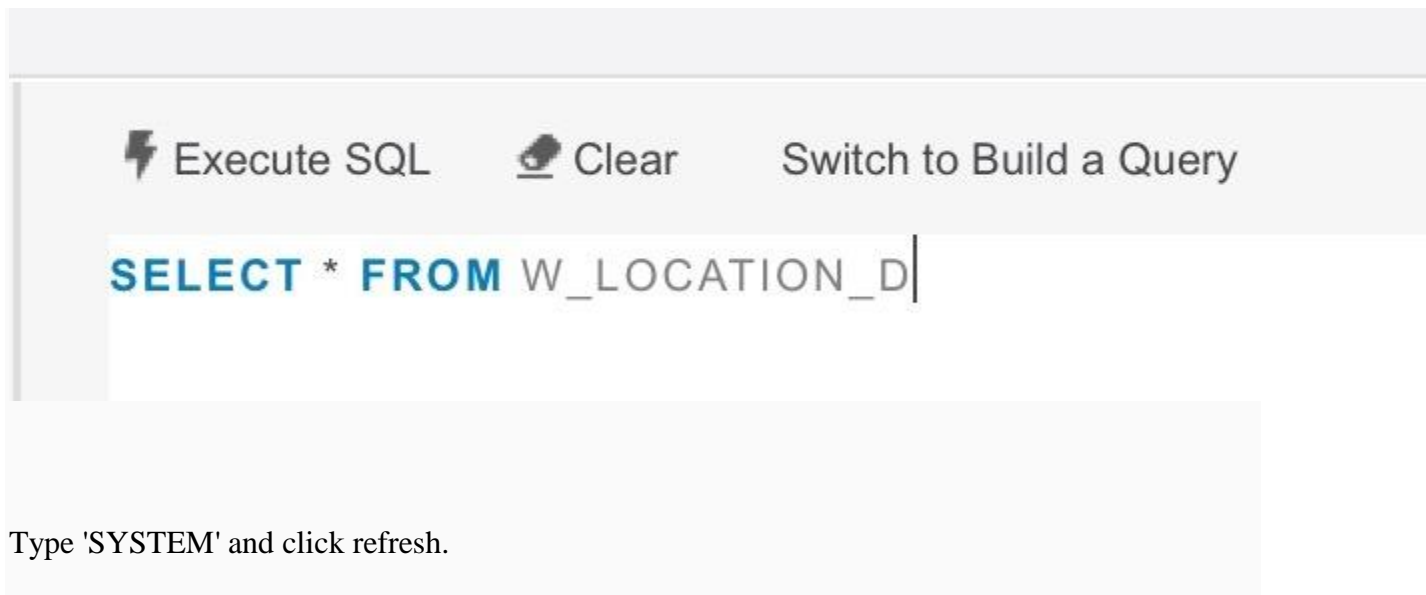 Execute SQL Clear Switch to Build a Query
SELECT * FROM W_LOCATION_D
Type 'SYSTEM' and click refresh.